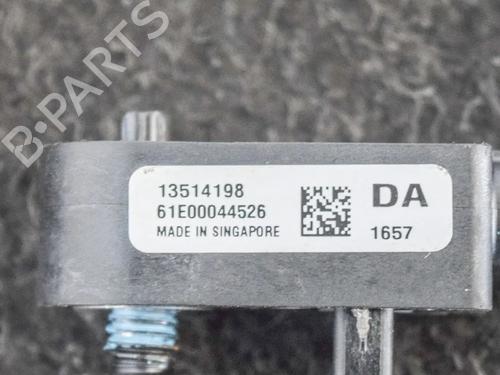 B-PARTS
13514198
61E00044526
MADE IN SINGAPORE
DA
1657